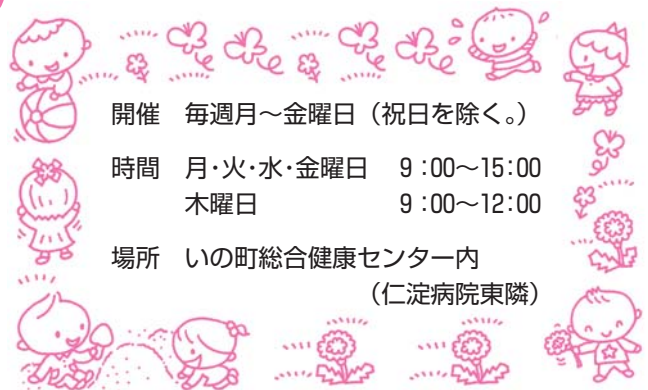 開催　毎週月～金曜日（祝日を除く。）
時間　月・火・水・金曜日　9：00～15：00
木曜日　9：00～12：00
場所　いの町総合健康センター内
（仁淀病院東隣）